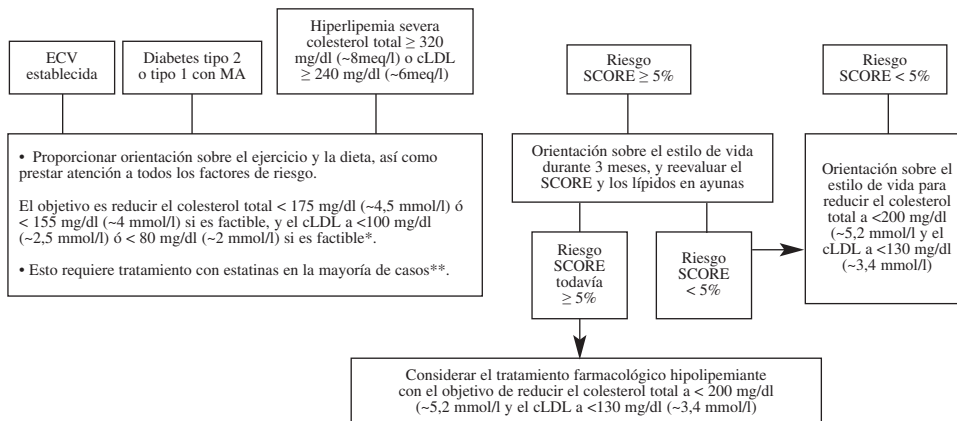 ECV
establecida
Diabetes tipo 2
o tipo 1 con MA
Hiperlipemia severa
colesterol total ≥ 320
mg/dl (~8meq/l) o cLDL
≥ 240 mg/dl (~6meq/l)
Riesgo
SCORE ≥ 5%
Riesgo
SCORE < 5%
• Proporcionar orientación sobre el ejercicio y la dieta, así como
prestar atención a todos los factores de riesgo.
El objetivo es reducir el colesterol total < 175 mg/dl (~4,5 mmol/l) ó
< 155 mg/dl (~4 mmol/l) si es factible, y el cLDL a <100 mg/dl
(~2,5 mmol/l) ó < 80 mg/dl (~2 mmol/l) si es factible*.
• Esto requiere tratamiento con estatinas en la mayoría de casos**.
Orientación sobre el estilo de vida
durante 3 meses, y reevaluar el
SCORE y los lípidos en ayunas
Orientación sobre el
estilo de vida para
reducir el colesterol
total a <200 mg/dl
(~5,2 mmol/l y el
cLDL a <130 mg/dl
(~3,4 mmol/l)
Riesgo
SCORE
todavía
≥ 5%
Riesgo
SCORE
< 5%
Considerar el tratamiento farmacológico hipolipemiante
con el objetivo de reducir el colesterol total a < 200 mg/dl
(~5,2 mmol/l y el cLDL a <130 mg/dl (~3,4 mmol/l)